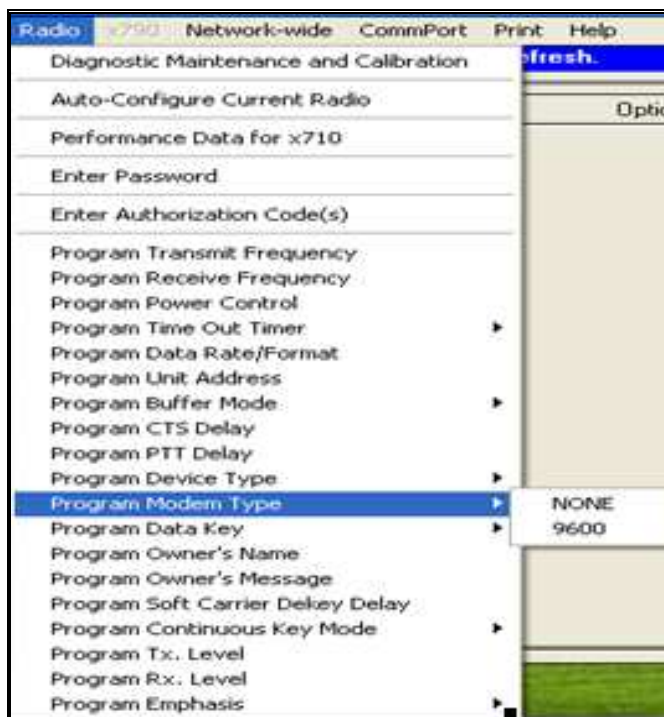 Radio x790 Network-wide CommPort Print Help
Diagnostic Maintenance and Calibration
efresh.
Auto-Configure Current Radio
Optio
Performance Data for x710
Enter Password
Enter Authorization Code(s)
Program Transmit Frequency
Program Receive Frequency
Program Power Control
Program Time Out Timer
Program Data Rate/Format
Program Unit Address
Program Buffer Mode
Program CTS Delay
Program PTT Delay
Program Device Type
Program Modem Type
NONE
Program Data Key
9600
Program Owner's Name
Program Owner's Message
Program Soft Carrier Dekey Delay
Program Continuous Key Mode
Program Tx. Level
Program Rx. Level
Program Emphasis